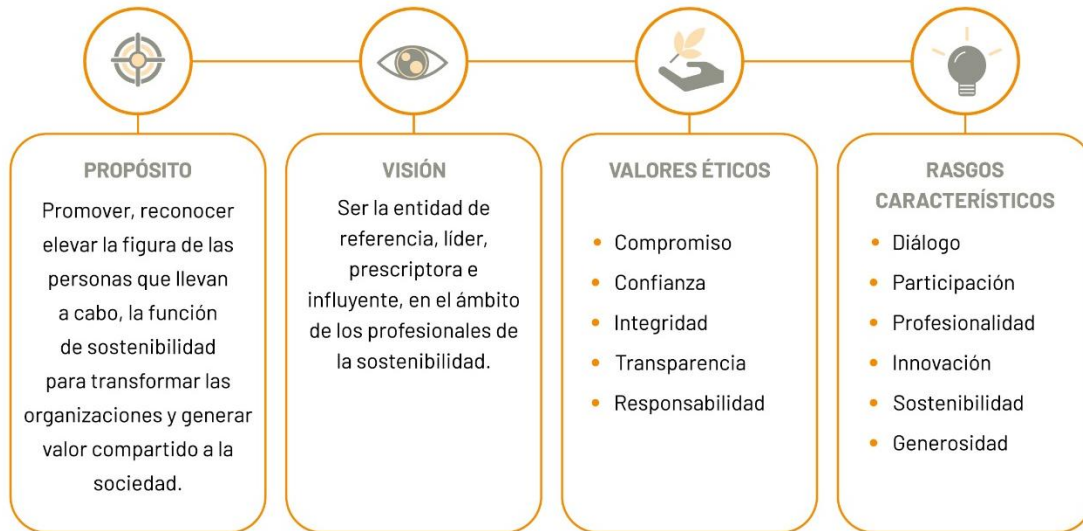 PROPÓSITO
Promover, reconocer
elevar la figura de las
personas que llevan
a cabo, la función
de sostenibilidad
para transformar las
organizaciones y generar
valor compartido a la
sociedad.
VISIÓN
Ser la entidad de
referencia, líder,
prescriptora e
influyente, en el ámbito
de los profesionales de
la sostenibilidad.
VALORES ÉTICOS
• Compromiso
• Confianza
• Integridad
• Transparencia
• Responsabilidad
RASGOS
CARACTERÍSTICOS
• Diálogo
• Participación
• Profesionalidad
• Innovación
• Sostenibilidad
• Generosidad